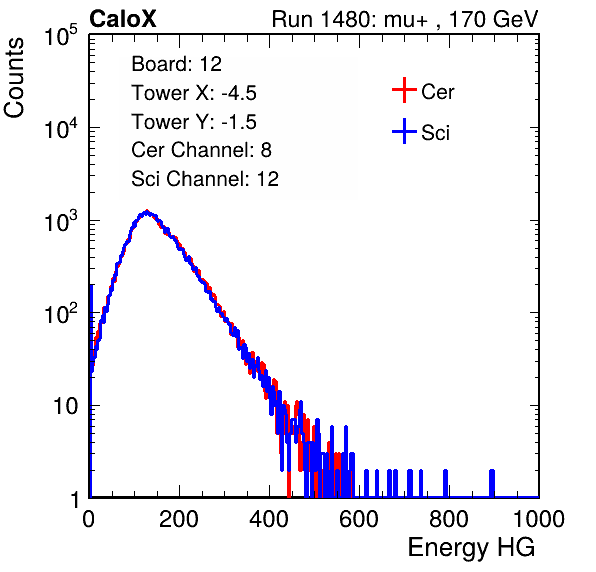 CaloX Run 1480: mu+ , 170 GeV
Counts
Board: 12
Tower X: -4.5
Tower Y: -1.5
Cer Channel: 8
Sci Channel: 12
Cer
Sci
10^5
10^4
10^3
10^2
10
1
0 200 400 600 800 1000
Energy HG